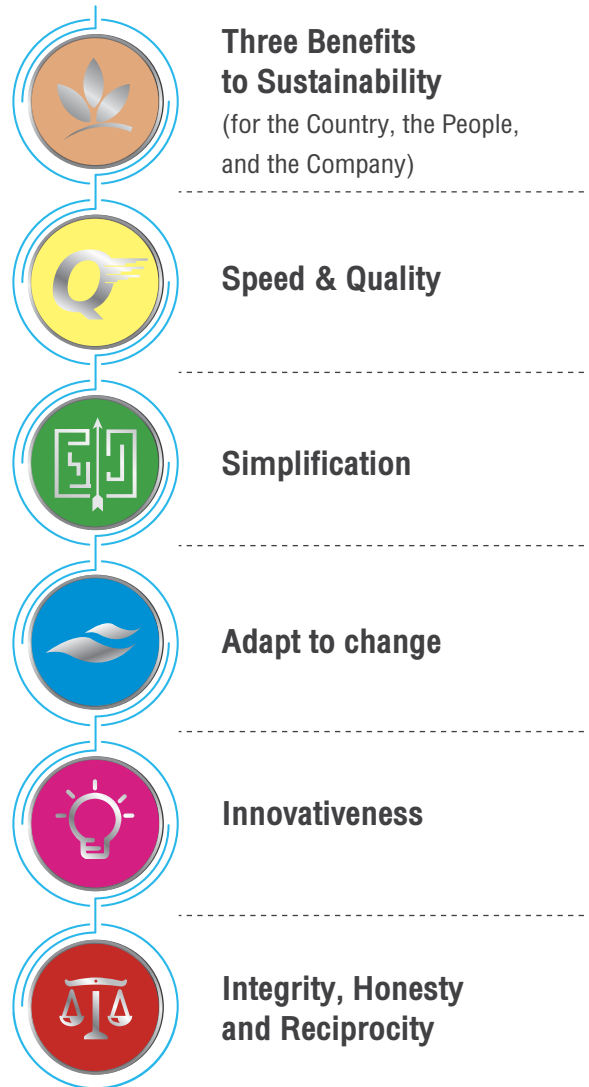 Three Benefits
to Sustainability
(for the Country, the People,
and the Company)
Q
Speed & Quality
Simplification
Adapt to change
Innovativeness
Integrity, Honesty
and Reciprocity